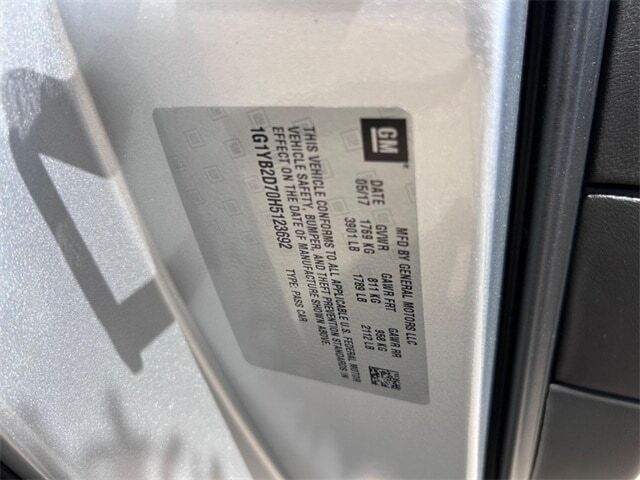 GM
MFD BY GENERAL MOTORS LLC
DATE GVWR GAWR FRT GAWR RR
05/17 1769 KG 811 KG 958 KG
3901 LB 1789 LB 2112 LB
THIS VEHICLE CONFORMS TO ALL APPLICABLE U.S. FEDERAL MOTOR
VEHICLE SAFETY, BUMPER, AND THEFT PREVENTION STANDARDS IN
EFFECT ON THE DATE OF MANUFACTURE SHOWN ABOVE.
1G1YB2D70H5123692 TYPE: PASS CAR